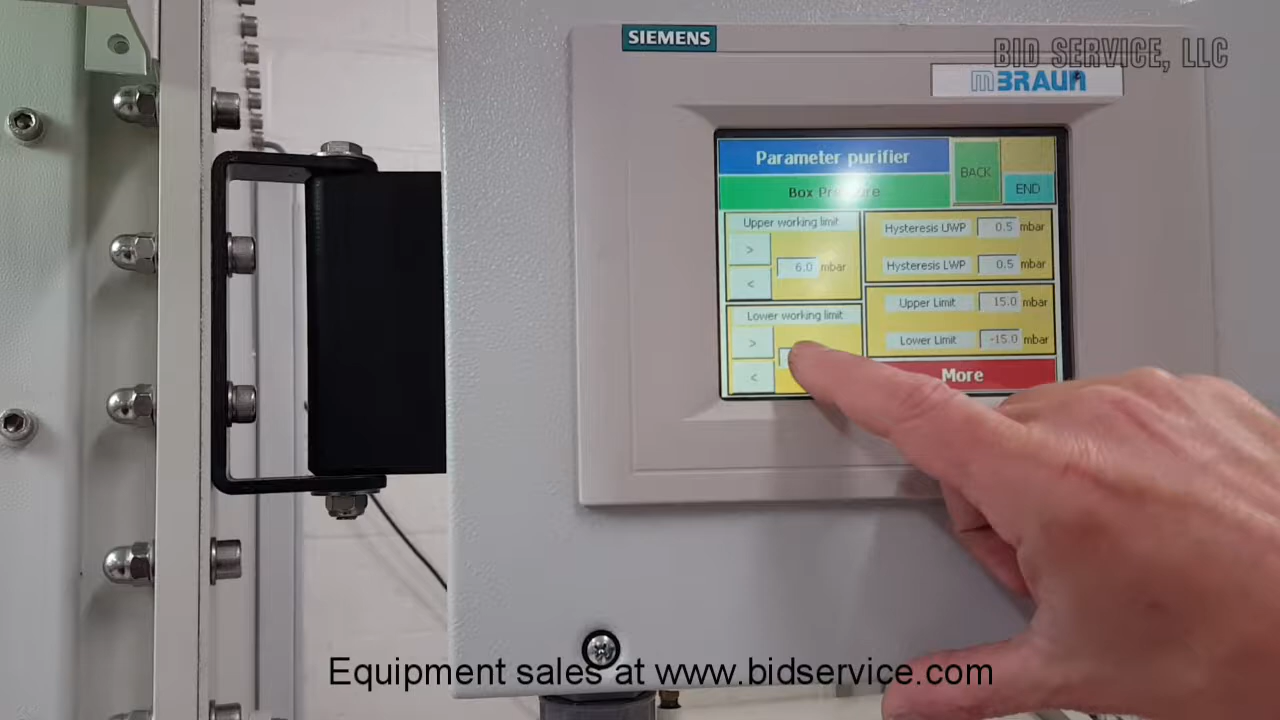 SIEMENS
BID SERVICE, LLC
mBRAUN
Parameter purifier
BACK
Box Pressure
END
Upper working limit
>
6.0 mbar
<
Lower working limit
>
<
Hysteresis UWP 0.5 mbar
Hysteresis LWP 0.5 mbar
Upper Limit 15.0 mbar
Lower Limit -15.0 mbar
More
Equipment sales at www.bidservice.com